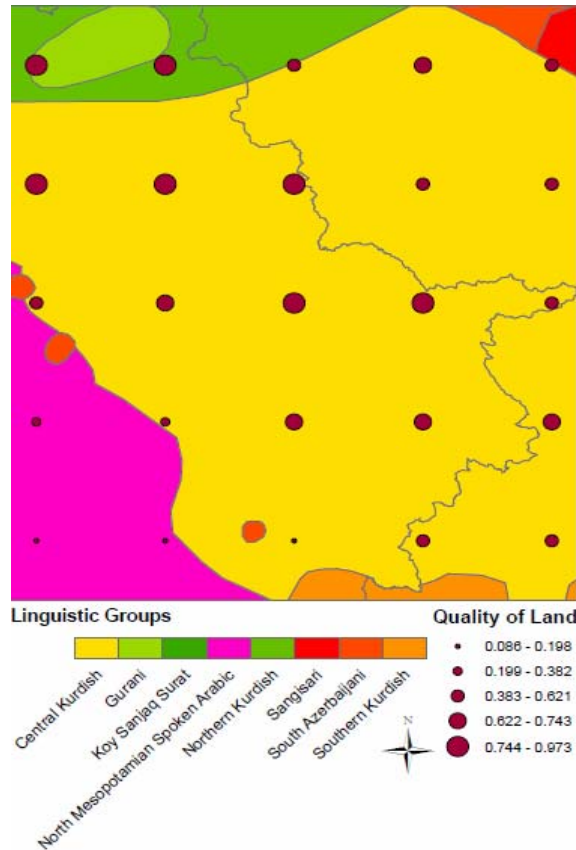 Linguistic Groups
Central Kurdish
Gurani
Koy Sanjaq Surat
North Mesopotamian Spoken Arabic
Northern Kurdish
Sangisari
South Azerbaijani
Southern Kurdish
N
Quality of Land
0.086 - 0.198
0.199 - 0.382
0.383 - 0.621
0.622 - 0.743
0.744 - 0.973